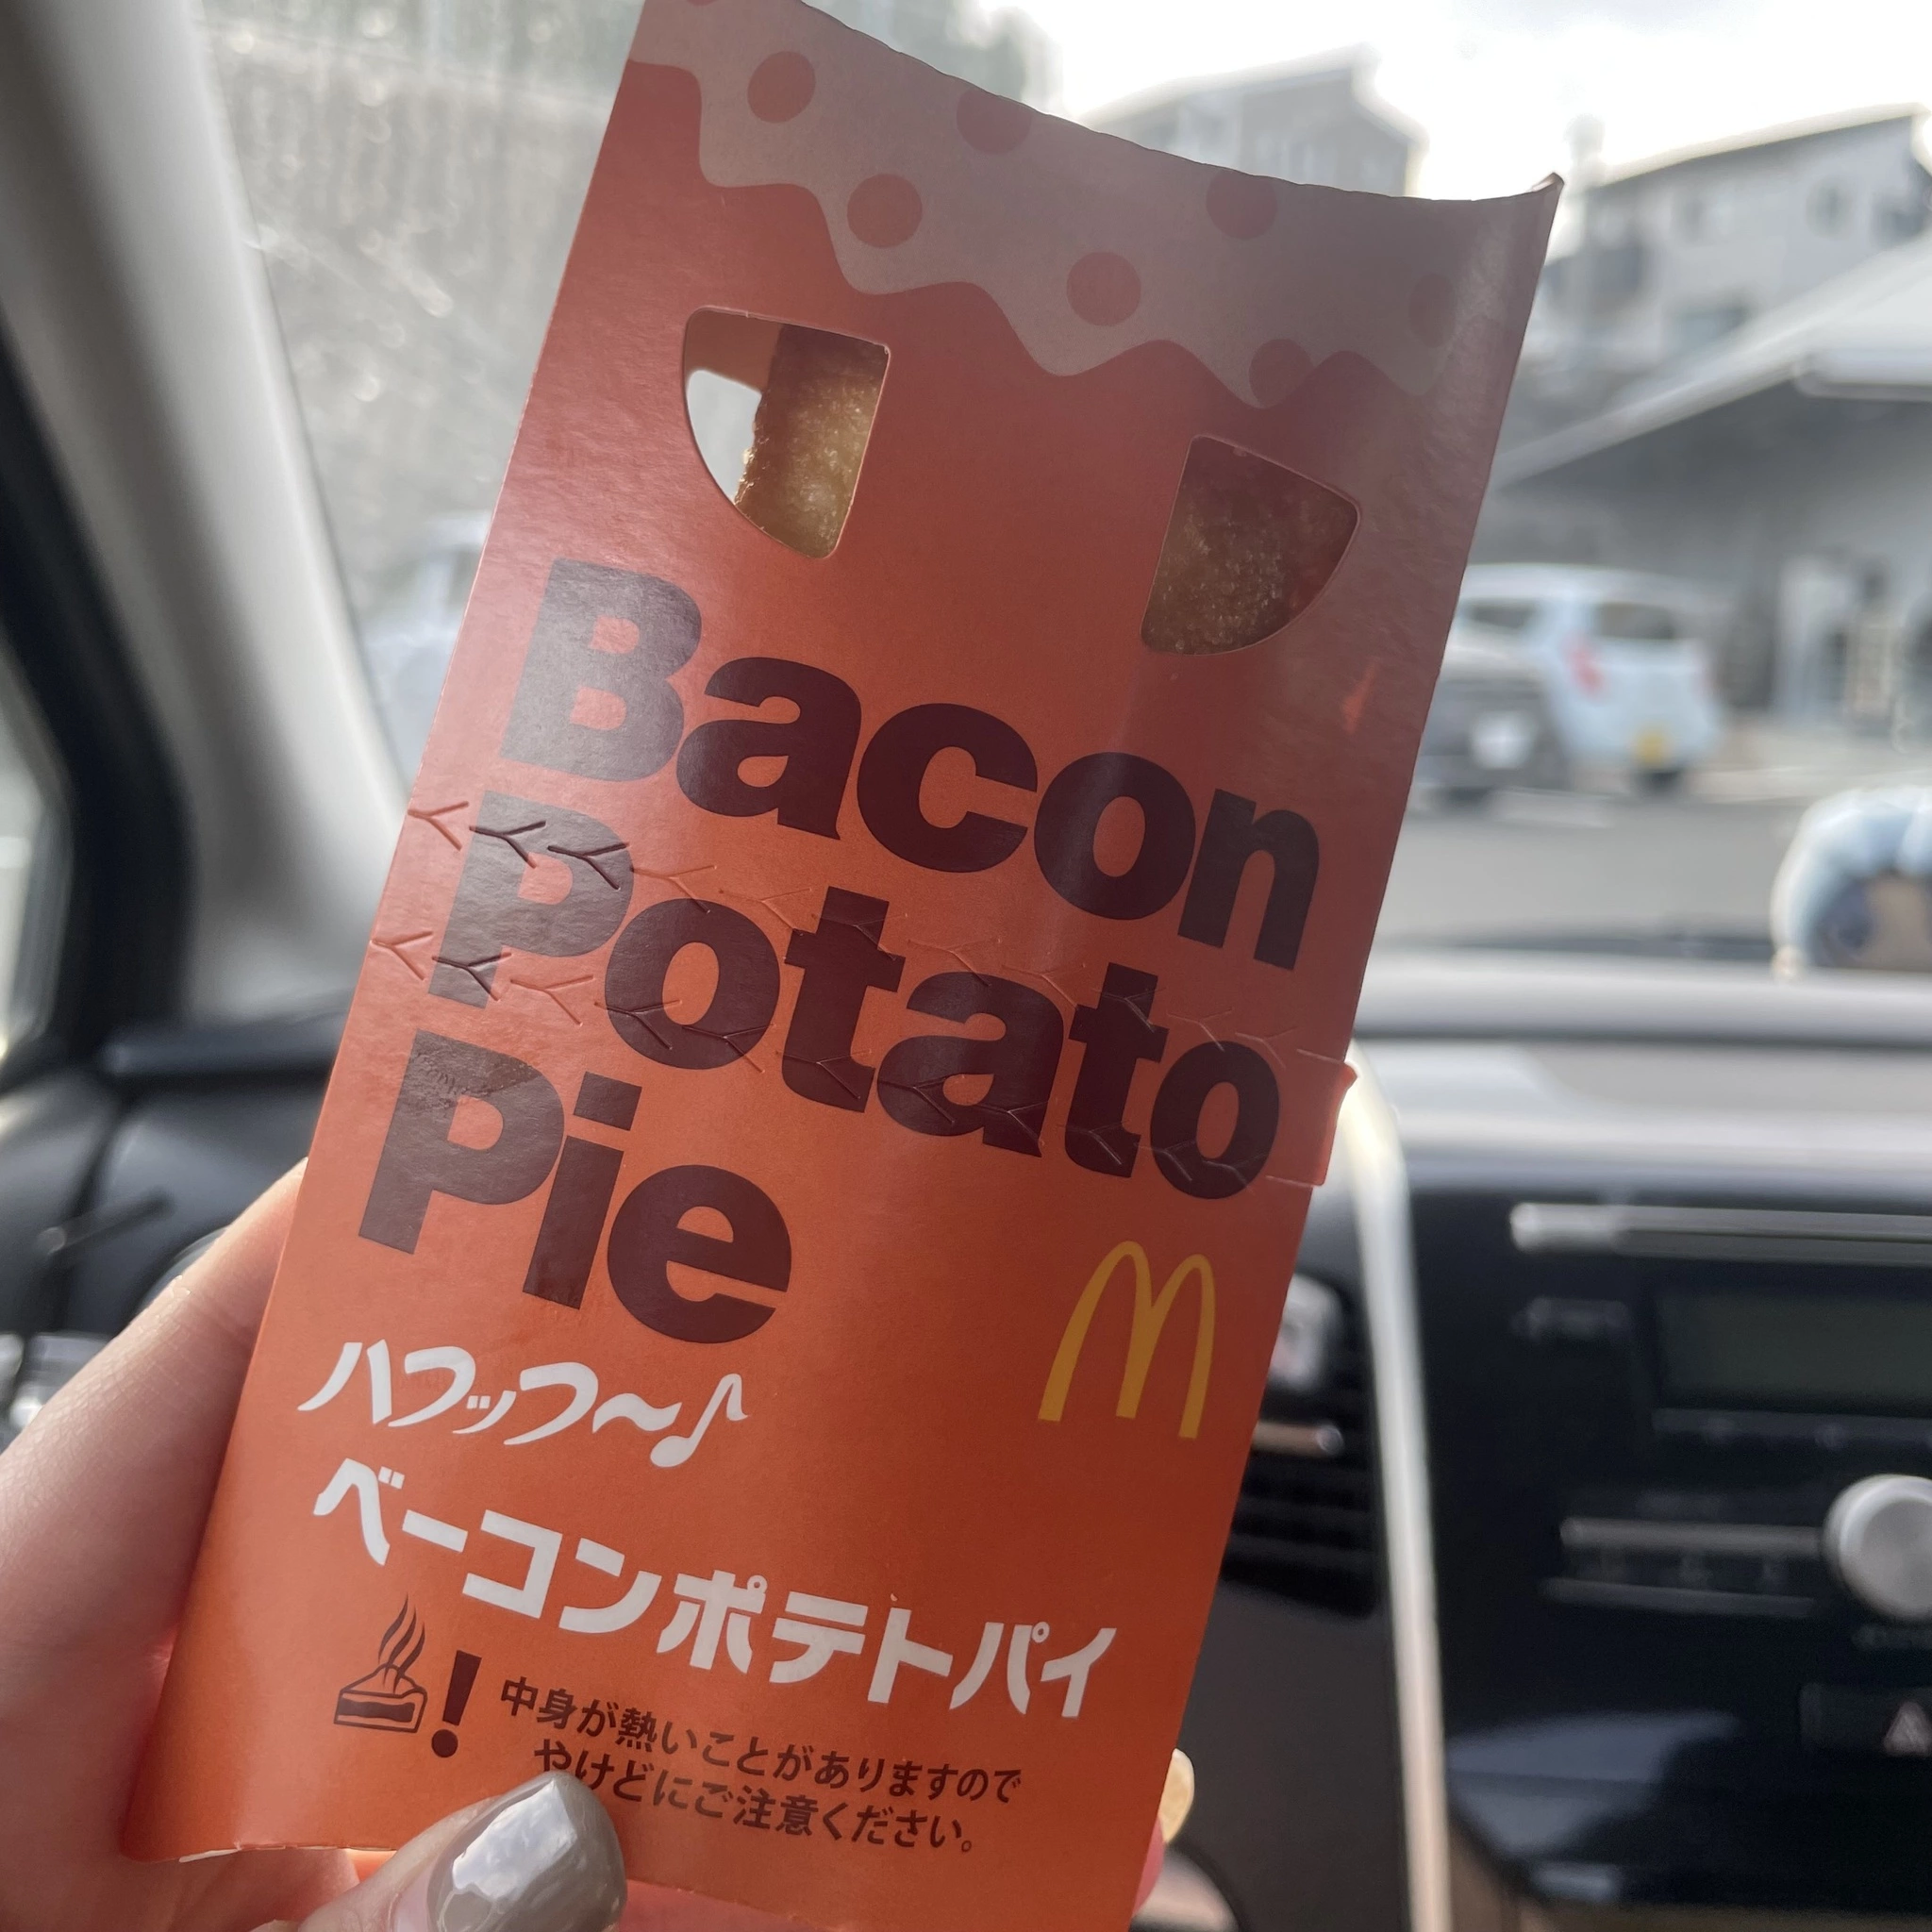 Bacon
Potato
Pie
ハフッフ〜♪
ベーコンポテトパイ
! 中身が熱いことがありますので
やけどにご注意ください。